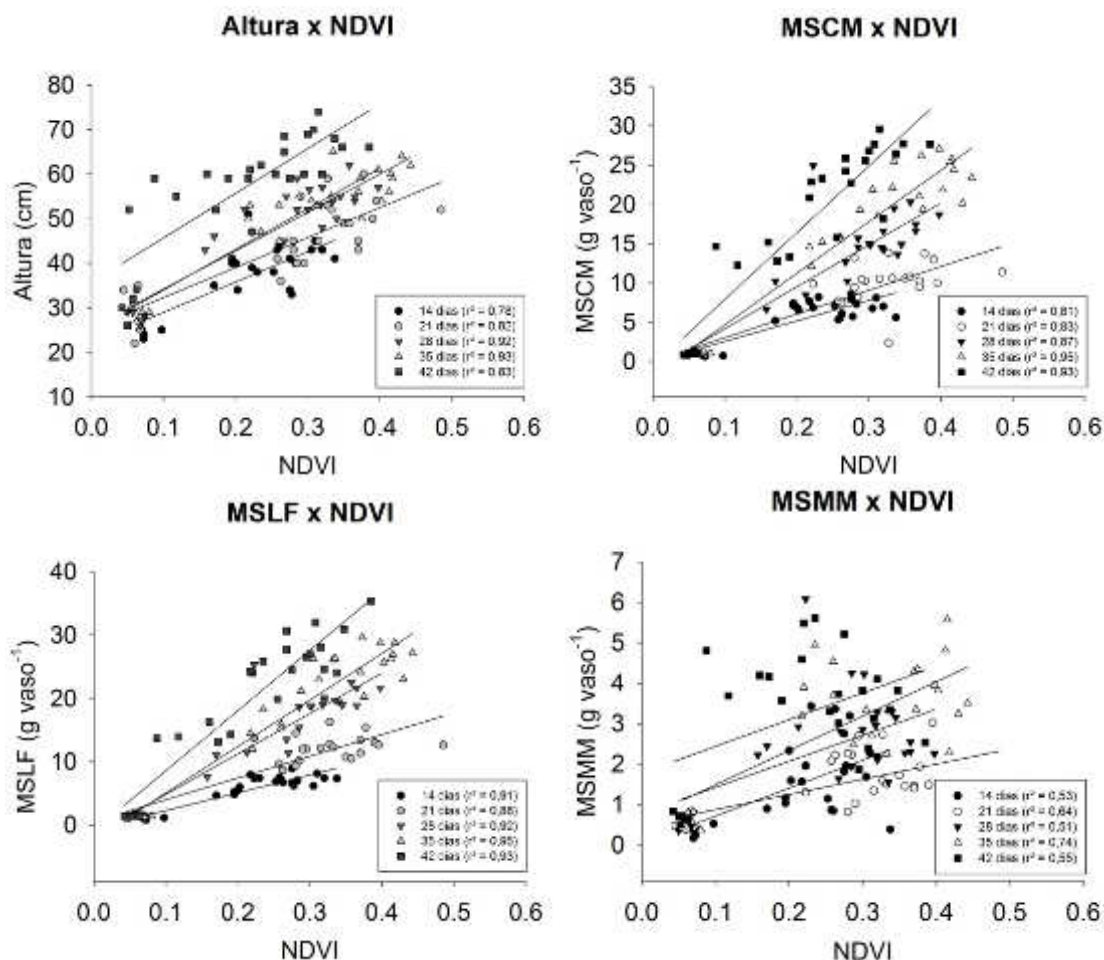 Altura x NDVI
Altura (cm)
80
70
60
50
40
30
20
10
14 dias (r² = 0,78)
21 dias (r² = 0,82)
28 dias (r² = 0,92)
35 dias (r² = 0,93)
42 dias (r² = 0,83)
0.0 0.1 0.2 0.3 0.4 0.5 0.6
NDVI
MSCM x NDVI
MSCM (g vaso⁻¹)
35
30
25
20
15
10
5
0
14 dias (r² = 0,81)
21 dias (r² = 0,83)
28 dias (r² = 0,87)
35 dias (r² = 0,95)
42 dias (r² = 0,93)
0.0 0.1 0.2 0.3 0.4 0.5 0.6
NDVI
MSLF x NDVI
MSLF (g vaso⁻¹)
40
30
20
10
0
14 dias (r² = 0,91)
21 dias (r² = 0,88)
28 dias (r² = 0,92)
35 dias (r² = 0,95)
42 dias (r² = 0,93)
0.0 0.1 0.2 0.3 0.4 0.5 0.6
NDVI
MSMM x NDVI
MSMM (g vaso⁻¹)
7
6
5
4
3
2
1
0
14 dias (r² = 0,53)
21 dias (r² = 0,64)
28 dias (r² = 0,51)
35 dias (r² = 0,74)
42 dias (r² = 0,55)
0.0 0.1 0.2 0.3 0.4 0.5 0.6
NDVI